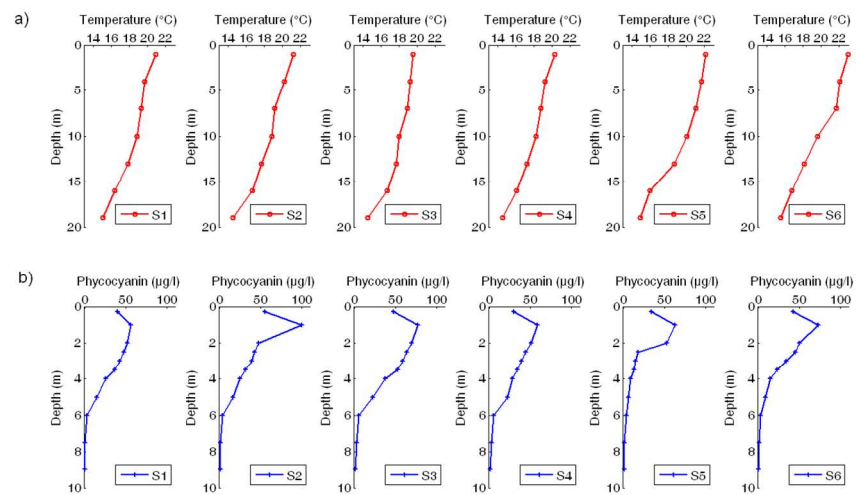 a)
Temperature (°C) Temperature (°C) Temperature (°C) Temperature (°C) Temperature (°C) Temperature (°C)
14 16 18 20 22 14 16 18 20 22 14 16 18 20 22 14 16 18 20 22 14 16 18 20 22 14 16 18 20 22
0 0 0 0 0 0
5 5 5 5 5 5
10 10 10 10 10 10
15 15 15 15 15 15
20 20 20 20 20 20
Depth (m) Depth (m) Depth (m) Depth (m) Depth (m) Depth (m)
S1 S2 S3 S4 S5 S6
b)
Phycocyanin (µg/l) Phycocyanin (µg/l) Phycocyanin (µg/l) Phycocyanin (µg/l) Phycocyanin (µg/l) Phycocyanin (µg/l)
0 50 100 0 50 100 0 50 100 0 50 100 0 50 100 0 50 100
0 0 0 0 0 0
2 2 2 2 2 2
4 4 4 4 4 4
6 6 6 6 6 6
8 8 8 8 8 8
10 10 10 10 10 10
Depth (m) Depth (m) Depth (m) Depth (m) Depth (m) Depth (m)
S1 S2 S3 S4 S5 S6